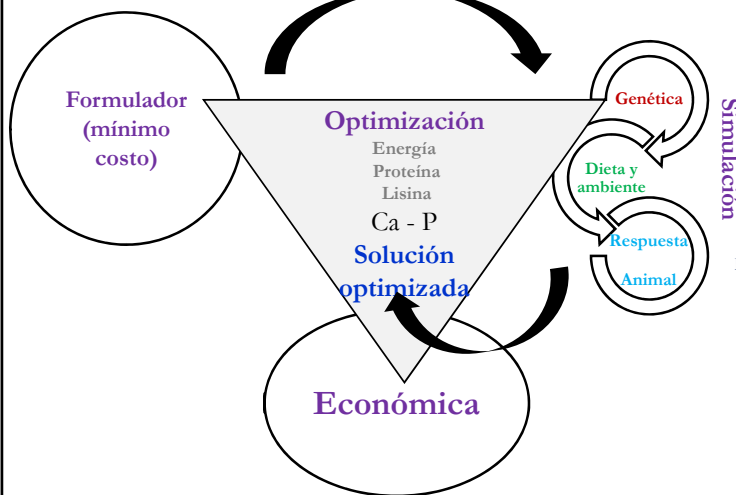 Formulador
(mínimo
costo)
Optimización
Energía
Proteína
Lisina
Ca - P
Solución
optimizada
Económica
Genética
Dieta y
ambiente
Respuesta
Animal
Simulación